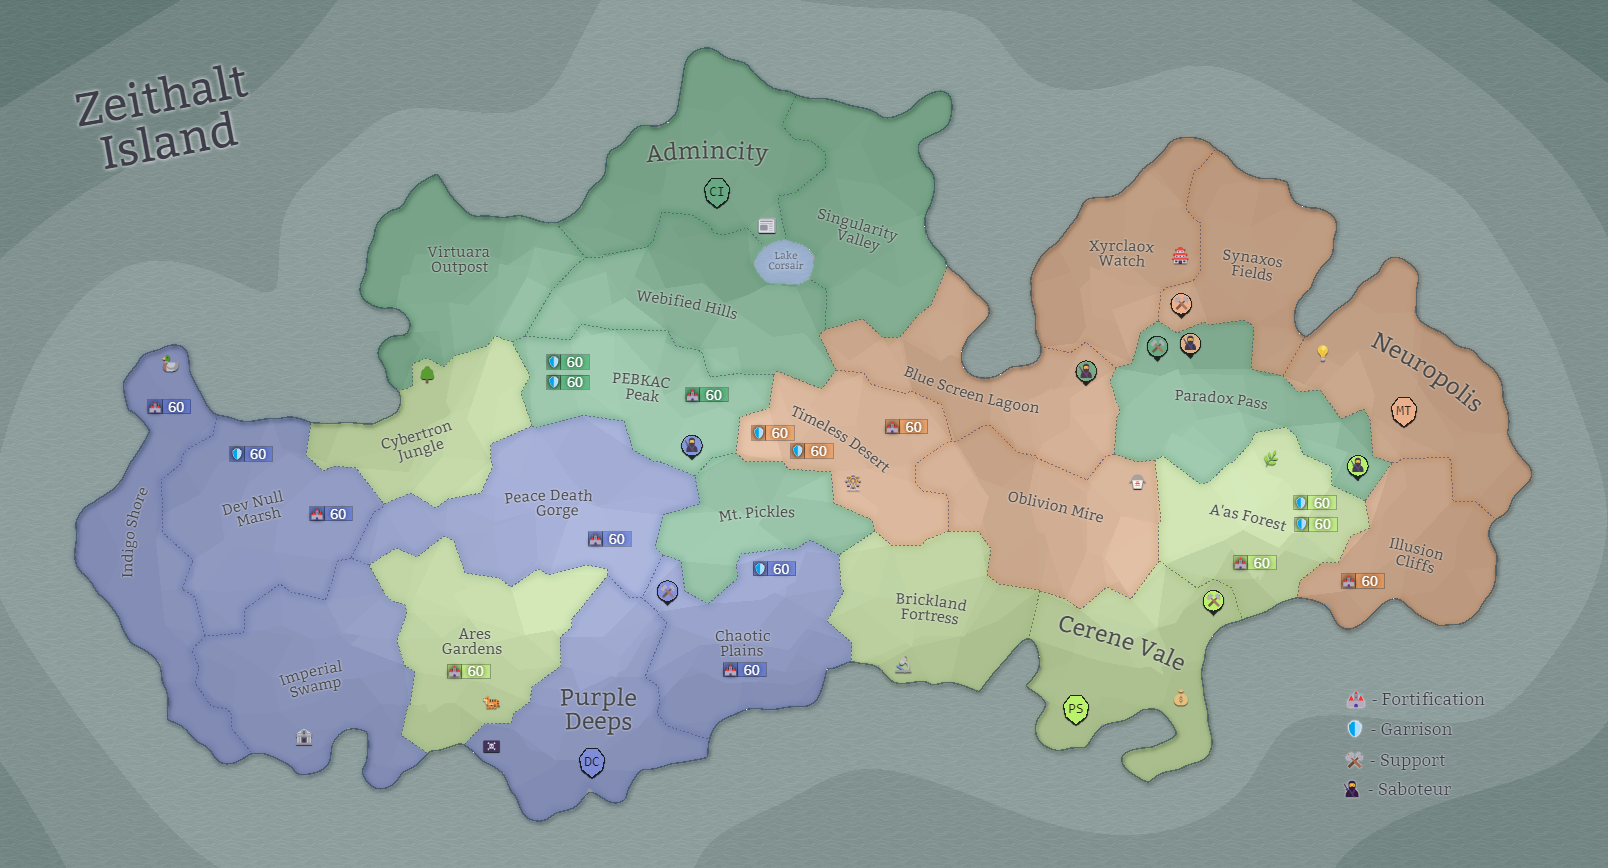 Zeithalt
Island
Admincity
CI
Singularity
Valley
Lake
Corsair
Virtuara
Outpost
Webified Hills
Xyrclaox
Watch
Synaxos
Fields
Neuropolis
MT
60
60
PEBKAC
Peak
60
Blue Screen Lagoon
Paradox Pass
Timeless Desert
60
60
60
60
Cybertron
Jungle
60
Dev Null
Marsh
60
Indigo Shore
Peace Death
Gorge
60
Mt. Pickles
60
Oblivion Mire
A'as Forest
60
60
60
Illusion
Cliffs
60
Brickland
Fortress
Cerene Vale
PS
Ares
Gardens
60
Chaotic
Plains
60
Imperial
Swamp
Purple
Deeps
DC
- Fortification
- Garrison
- Support
- Saboteur